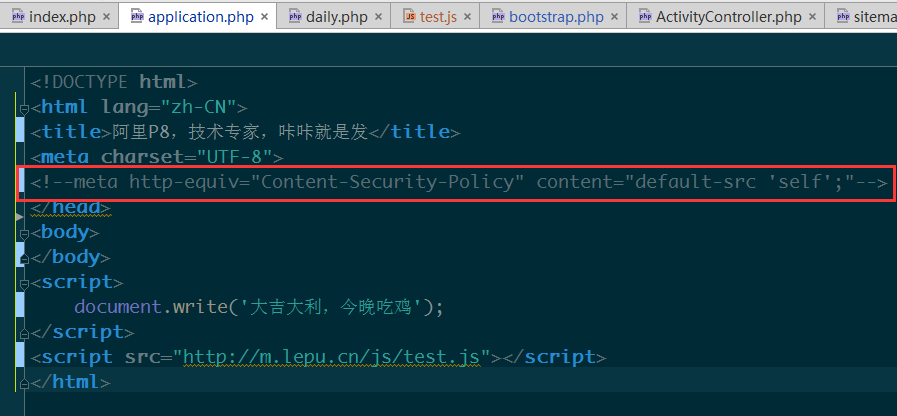 index.php × application.php × daily.php × test.js × bootstrap.php × ActivityController.php × sitema
<!DOCTYPE html>
<html lang="zh-CN">
<title>阿里P8，技术专家，咔咔就是发</title>
<meta charset="UTF-8">
<!--meta http-equiv="Content-Security-Policy" content="default-src 'self';"-->
</head>
<body>
</body>
<script>
document.write('大吉大利，今晚吃鸡');
</script>
<script src="http://m.lepu.cn/js/test.js"></script>
</html>